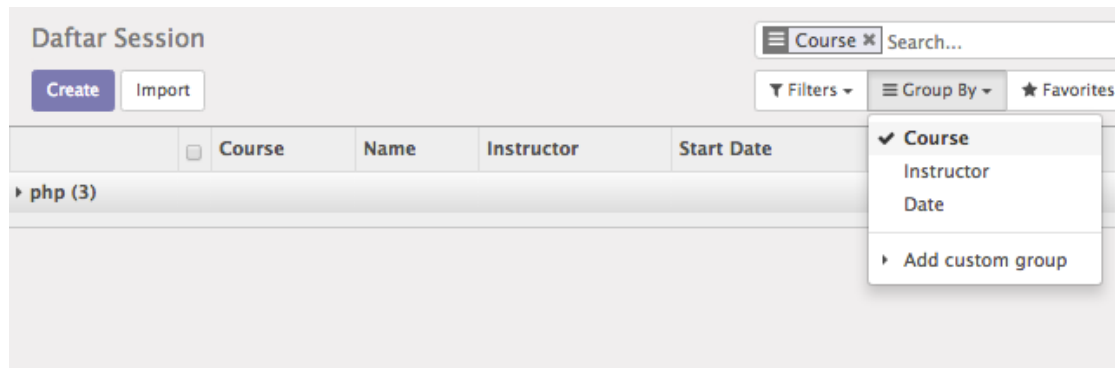 Daftar Session
Course Search...
Create Import
Filters Group By Favorites
Course Name Instructor Start Date
php (3)
Course
Instructor
Date
Add custom group